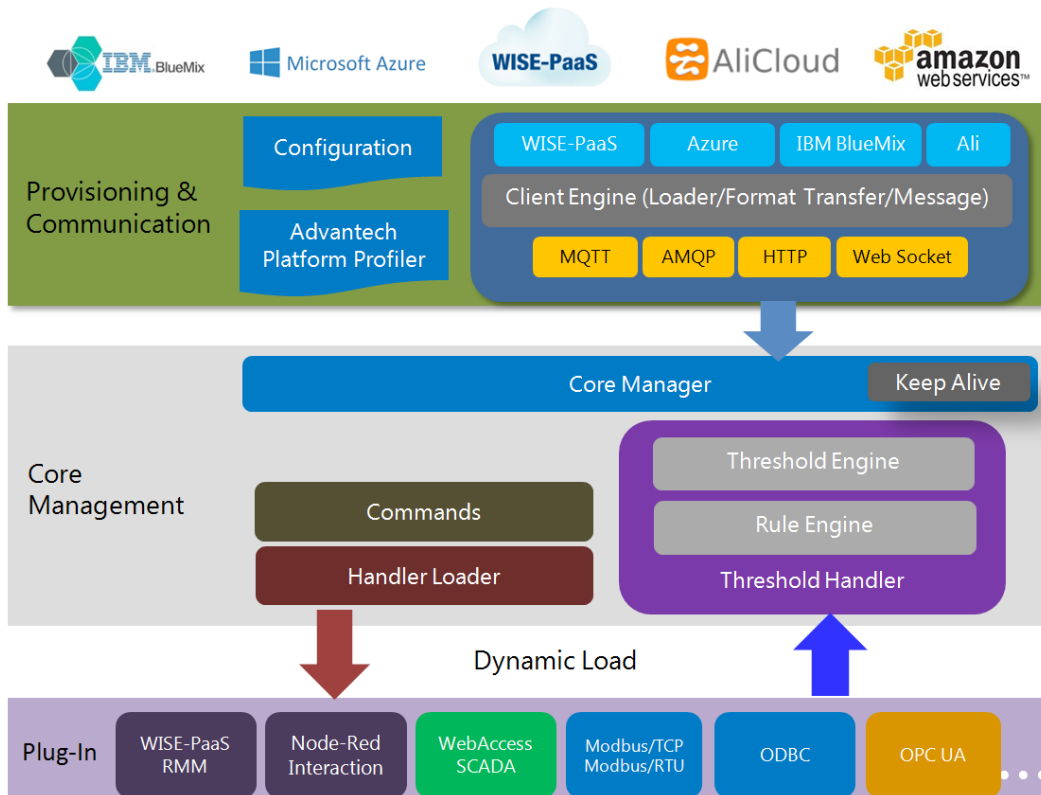 IBM.BlueMix
Microsoft Azure
WISE-PaaS
AliCloud
amazon
web services™
Provisioning &
Communication
Configuration
Advantech
Platform Profiler
WISE-PaaS
Azure
IBM BlueMix
Ali
Client Engine (Loader/Format Transfer/Message)
MQTT
AMQP
HTTP
Web Socket
Core
Management
Core Manager
Keep Alive
Commands
Handler Loader
Threshold Engine
Rule Engine
Threshold Handler
Dynamic Load
Plug-In
WISE-PaaS
RMM
Node-Red
Interaction
WebAccess
SCADA
Modbus/TCP
Modbus/RTU
ODBC
OPC UA